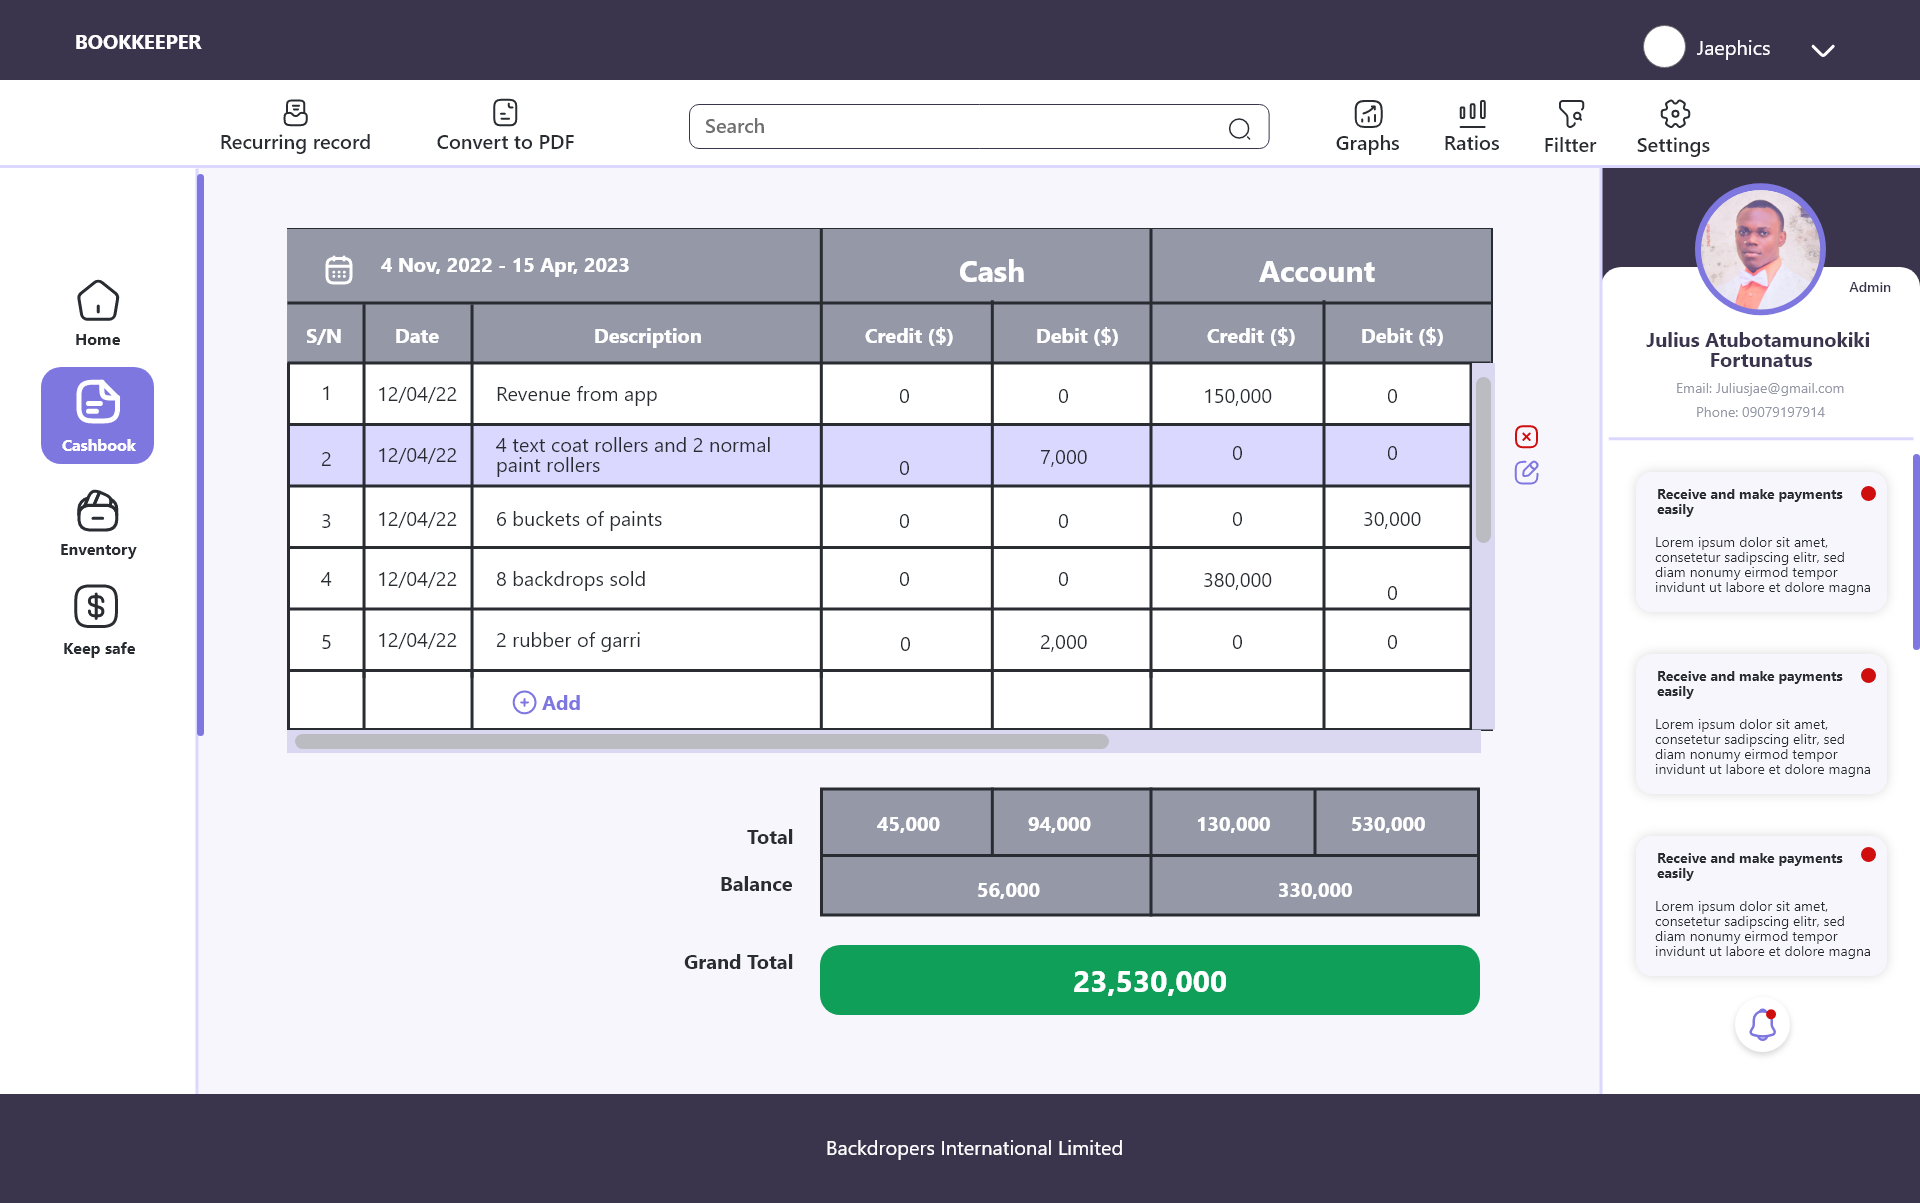 BOOKKEEPER
Jaephics
Recurring record
Convert to PDF
Search
Graphs
Ratios
Filtter
Settings
Home
Cashbook
Enventory
Keep safe
4 Nov, 2022 - 15 Apr, 2023 Cash Account
S/N Date Description Credit ($) Debit ($) Credit ($) Debit ($)
1 12/04/22 Revenue from app 0 0 150,000 0
2 12/04/22 4 text coat rollers and 2 normal
paint rollers 0 7,000 0 0
3 12/04/22 6 buckets of paints 0 0 0 30,000
4 12/04/22 8 backdrops sold 0 0 380,000 0
5 12/04/22 2 rubber of garri 0 2,000 0 0
Add
Total 45,000 94,000 130,000 530,000
Balance 56,000 330,000
Grand Total 23,530,000
Admin
Julius Atubotamunokiki
Fortunatus
Email: Juliusjae@gmail.com
Phone: 09079197914
Receive and make payments
easily
Lorem ipsum dolor sit amet,
consetetur sadipscing elitr, sed
diam nonumy eirmod tempor
invidunt ut labore et dolore magna
Receive and make payments
easily
Lorem ipsum dolor sit amet,
consetetur sadipscing elitr, sed
diam nonumy eirmod tempor
invidunt ut labore et dolore magna
Receive and make payments
easily
Lorem ipsum dolor sit amet,
consetetur sadipscing elitr, sed
diam nonumy eirmod tempor
invidunt ut labore et dolore magna
Backdropers International Limited